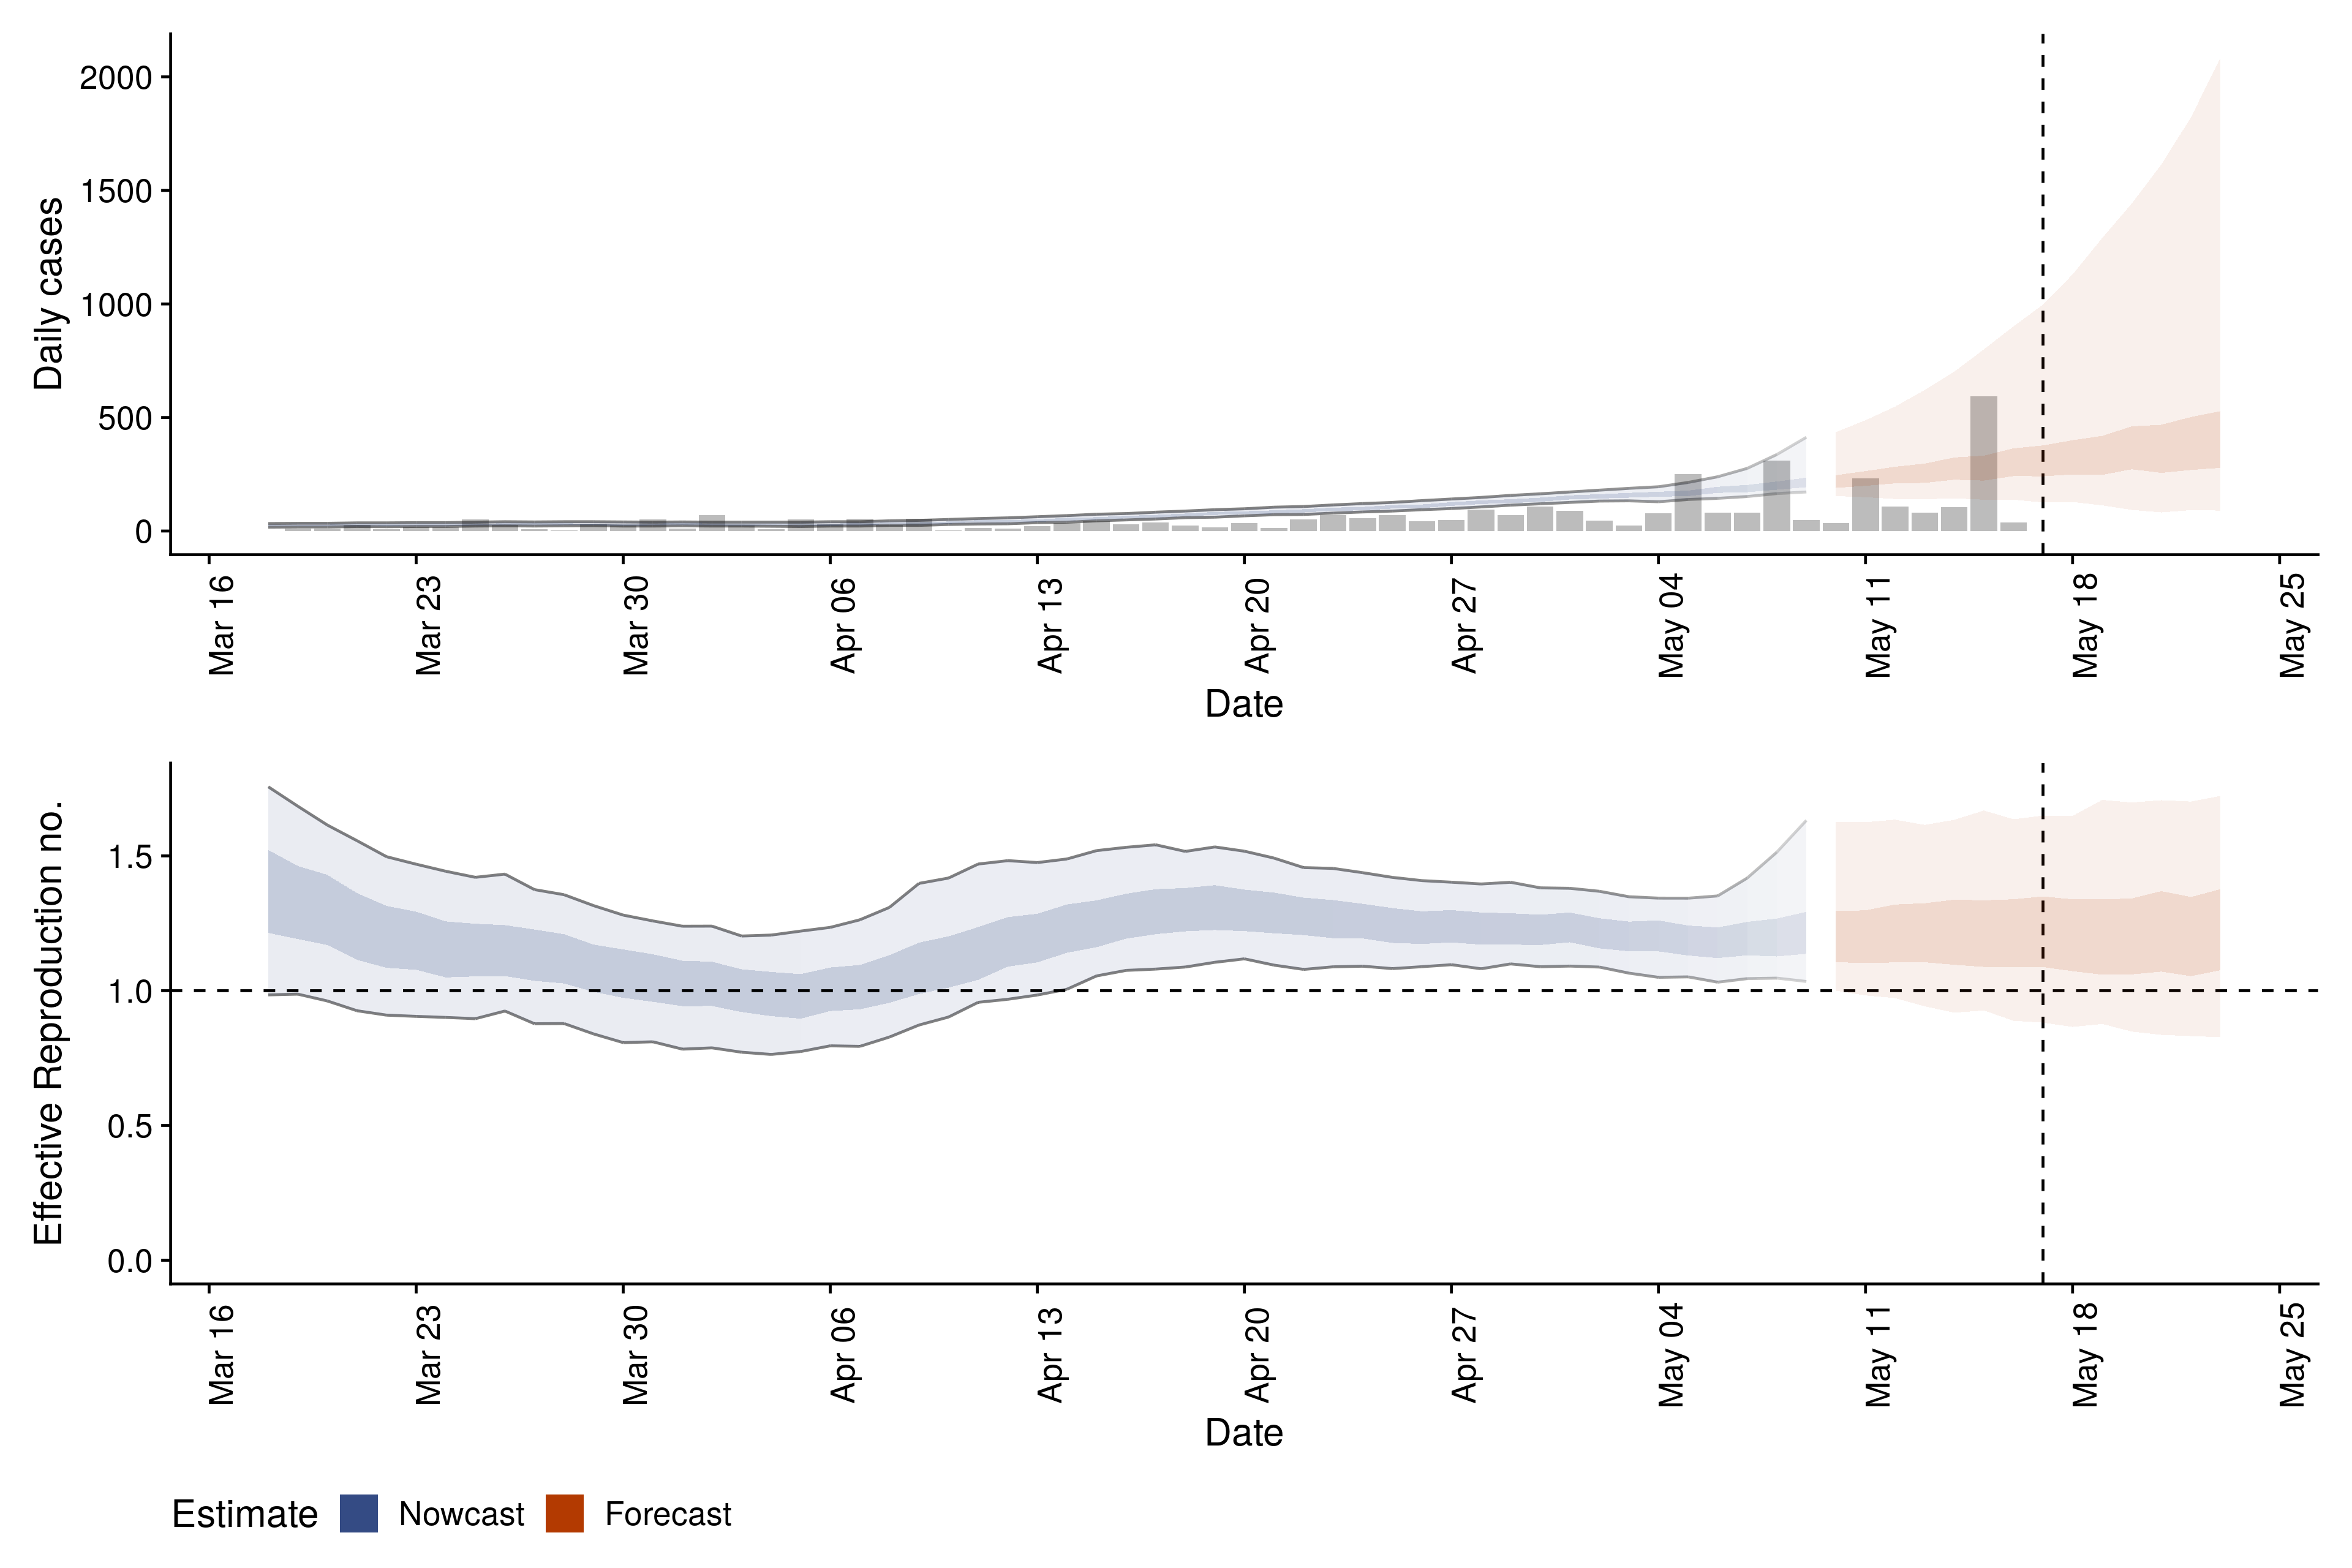 Daily cases
2000
1500
1000
500
0
Mar 16
Mar 23
Mar 30
Apr 06
Apr 13
Apr 20
Apr 27
May 04
May 11
May 18
May 25
Date
Effective Reproduction no.
1.5
1.0
0.5
0.0
Mar 16
Mar 23
Mar 30
Apr 06
Apr 13
Apr 20
Apr 27
May 04
May 11
May 18
May 25
Date
Estimate Nowcast Forecast